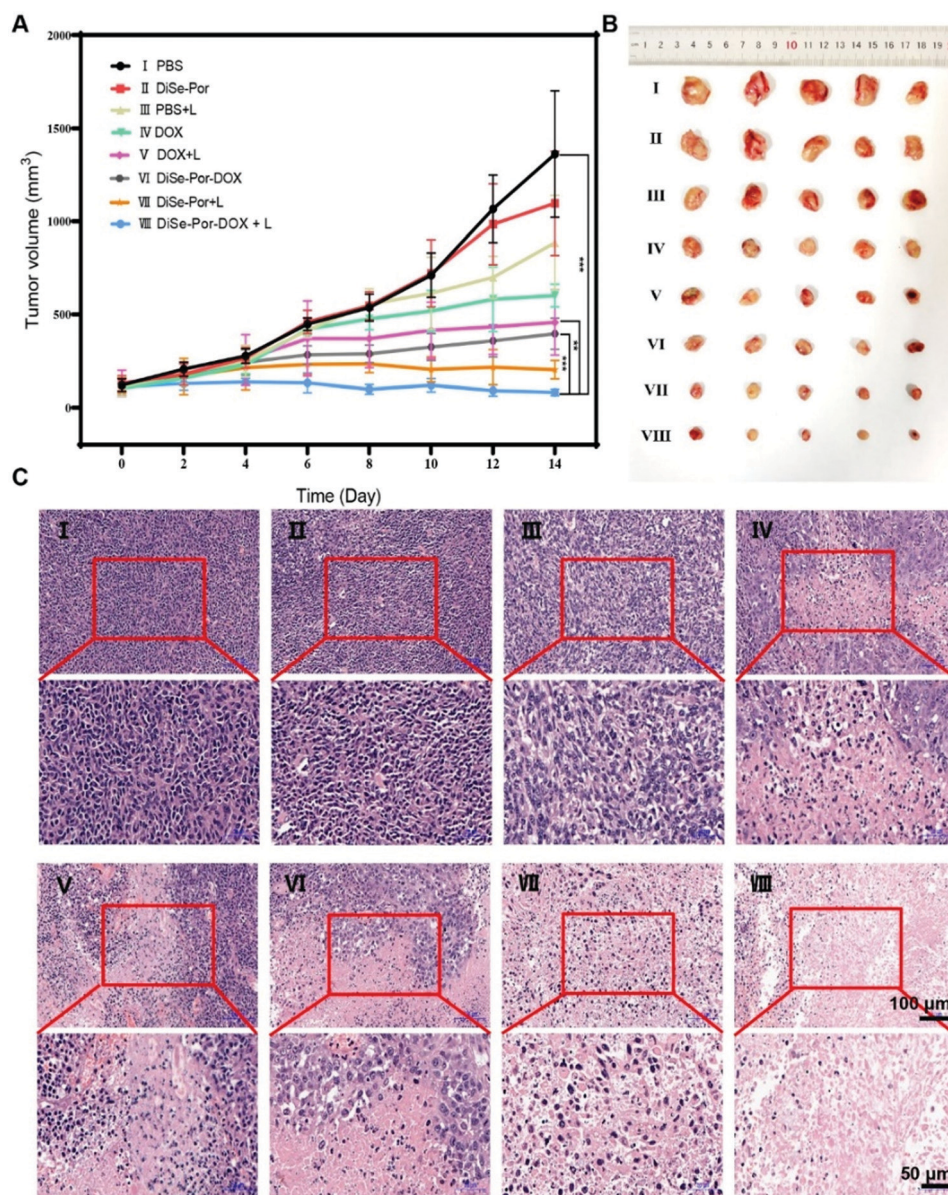 A
2000
1500
1000
500
0
Tumor volume (mm³)
Ⅰ PBS
Ⅱ DiSe-Por
Ⅲ PBS+L
Ⅳ DOX
Ⅴ DOX+L
Ⅵ DiSe-Por-DOX
Ⅶ DiSe-Por+L
Ⅷ DiSe-Por-DOX + L
***
**
***
0 2 4 6 8 10 12 14
Time (Day)
B
1 2 3 4 5 6 7 8 9 10 11 12 13 14 15 16 17 18 19
I
II
III
IV
V
VI
VII
VIII
C
Ⅰ Ⅱ Ⅲ Ⅳ
Ⅴ Ⅵ Ⅶ Ⅷ
100 μm
50 μm